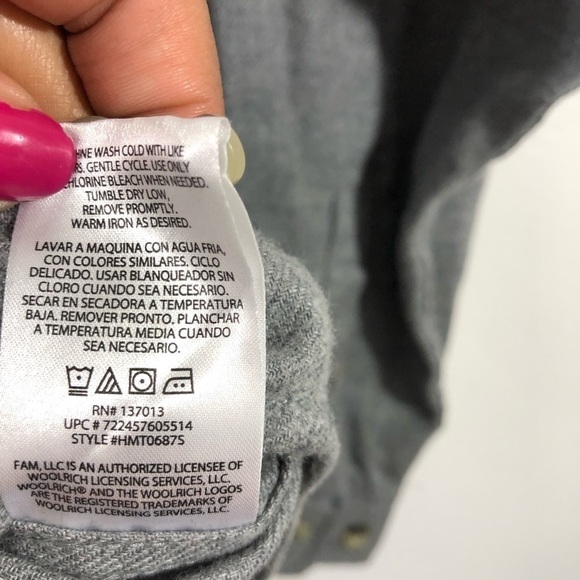 WASH COLD WITH LIKE
GENTLE CYCLE. USE ONLY
BLEACH WHEN NEEDED.
TUMBLE DRY LOW,
REMOVE PROMPTLY.
WARM IRON AS DESIRED.
LAVAR A MAQUINA CON AGUA FRIA,
CON COLORES SIMILARES. CICLO
DELICADO. USAR BLANQUEADOR SIN
CLORO CUANDO SEA NECESARIO.
SECAR EN SECADORA A TEMPERATURA
BAJA. REMOVER PRONTO. PLANCHAR
A TEMPERATURA MEDIA CUANDO
SEA NECESARIO.
RN# 137013
UPC # 722457605514
STYLE #HMT0687S
FAM, LLC IS AN AUTHORIZED LICENSEE OF
WOOLRICH LICENSING SERVICES, LLC.
WOOLRICH® AND THE WOOLRICH LOGOS
ARE THE REGISTERED TRADEMARKS OF
WOOLRICH LICENSING SERVICES, LLC.